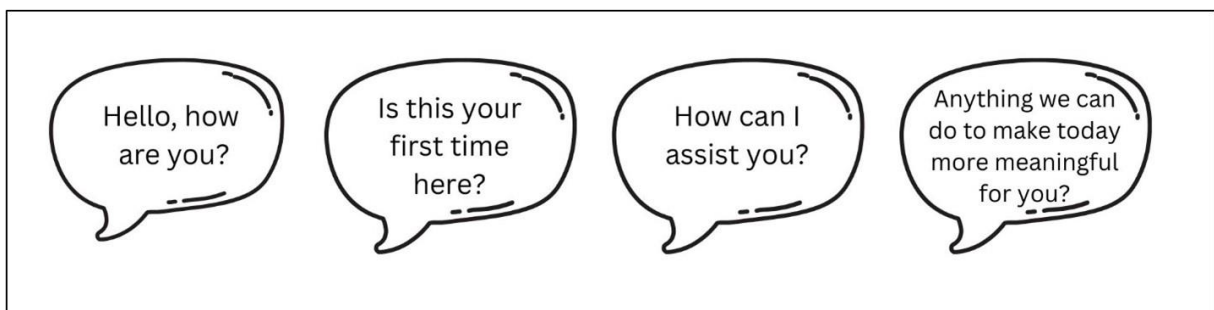 Hello, how
are you?
Is this your
first time
here?
How can I
assist you?
Anything we can
do to make today
more meaningful
for you?